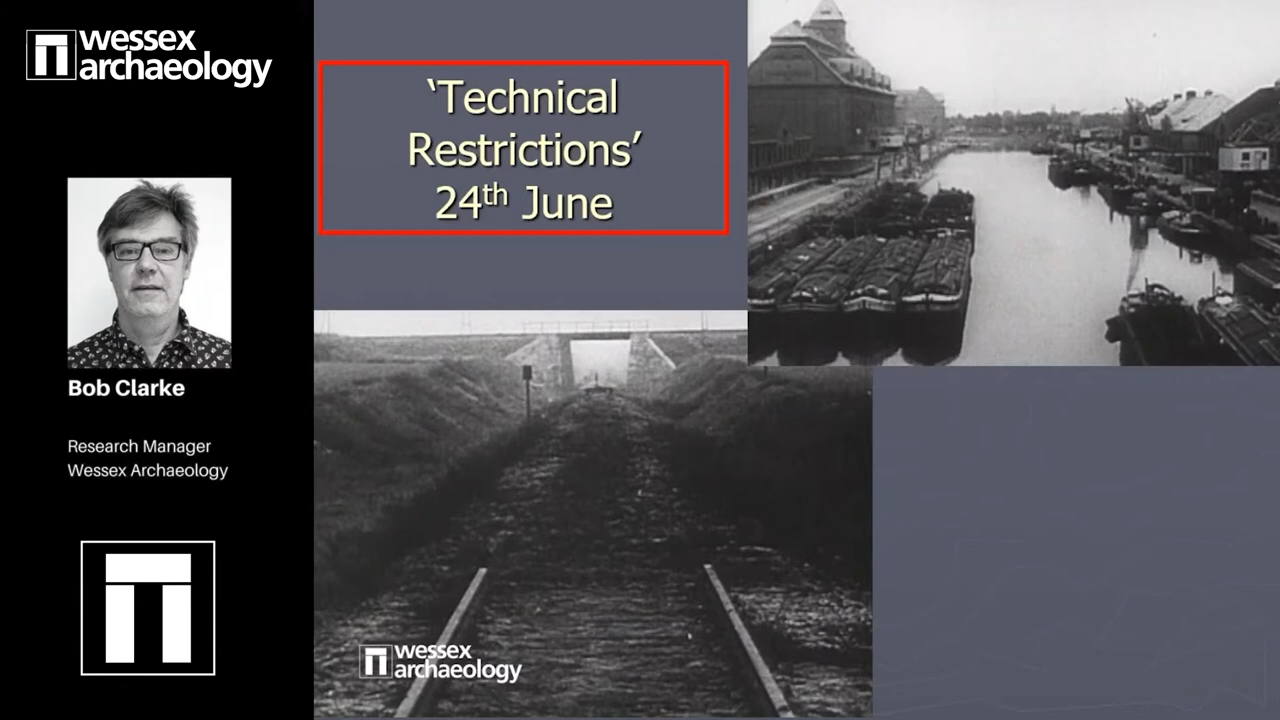 wessex
archaeology
Bob Clarke
Research Manager
Wessex Archaeology
‘Technical
Restrictions’
24th June
wessex
archaeology